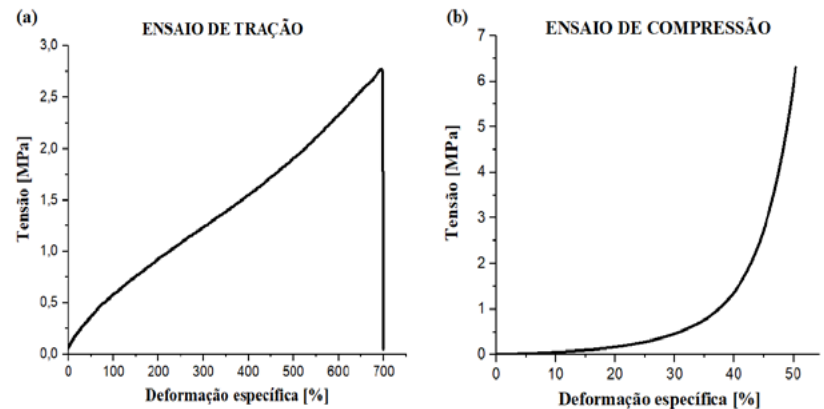 (a)
ENSAIO DE TRAÇÃO
3,0
2,5
2,0
1,5
1,0
0,5
0,0
Tensão [MPa]
0 100 200 300 400 500 600 700
Deformação específica [%]
(b)
ENSAIO DE COMPRESSÃO
7
6
5
4
3
2
1
0
Tensão [MPa]
0 10 20 30 40 50
Deformação específica [%]